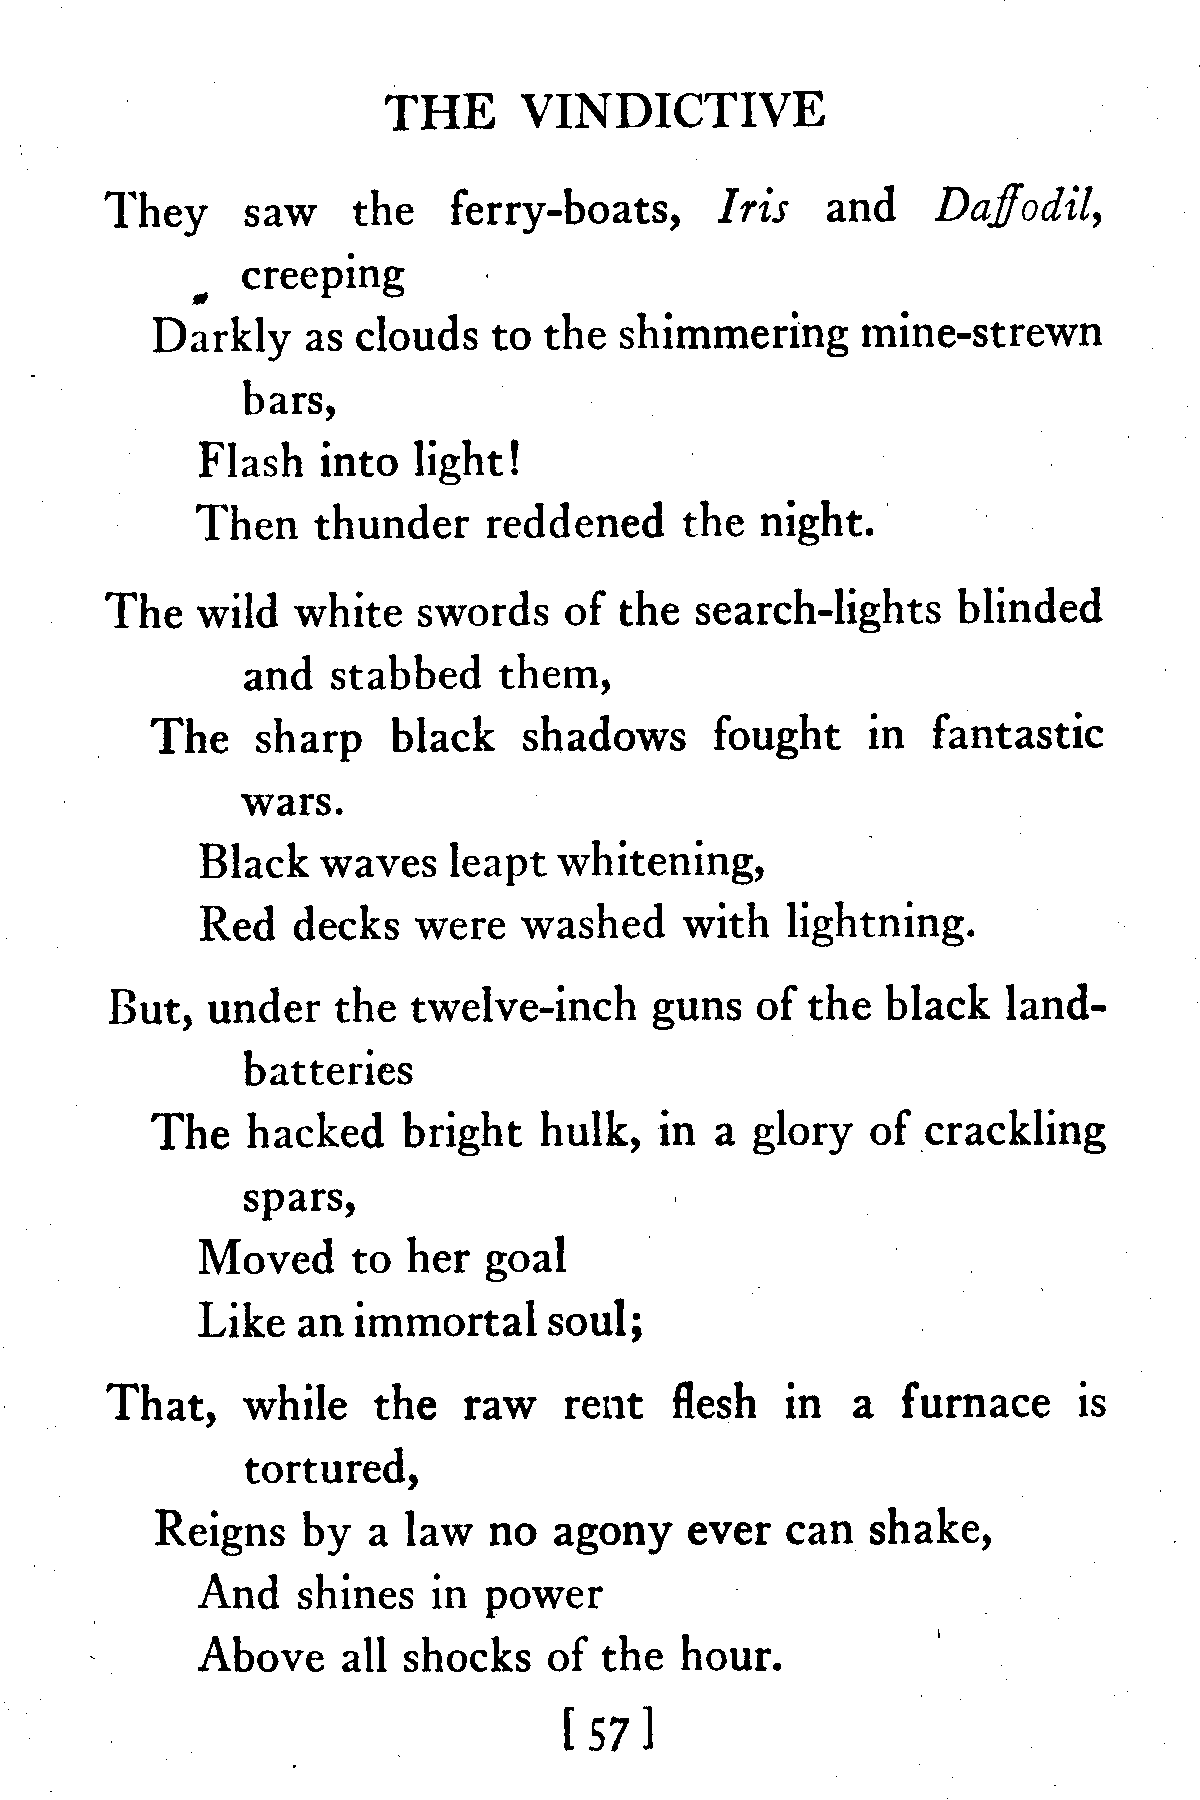 THE VINDICTIVE
They saw the ferry-boats, Iris and Daffodil,
creeping
Darkly as clouds to the shimmering mine-strewn
bars,
Flash into light!
Then thunder reddened the night.
The wild white swords of the search-lights blinded
and stabbed them,
The sharp black shadows fought in fantastic
wars.
Black waves leapt whitening,
Red decks were washed with lightning.
But, under the twelve-inch guns of the black land-
batteries
The hacked bright hulk, in a glory of crackling
spars,
Moved to her goal
Like an immortal soul;
That, while the raw rent flesh in a furnace is
tortured,
Reigns by a law no agony ever can shake,
And shines in power
Above all shocks of the hour.
[ 57 ]